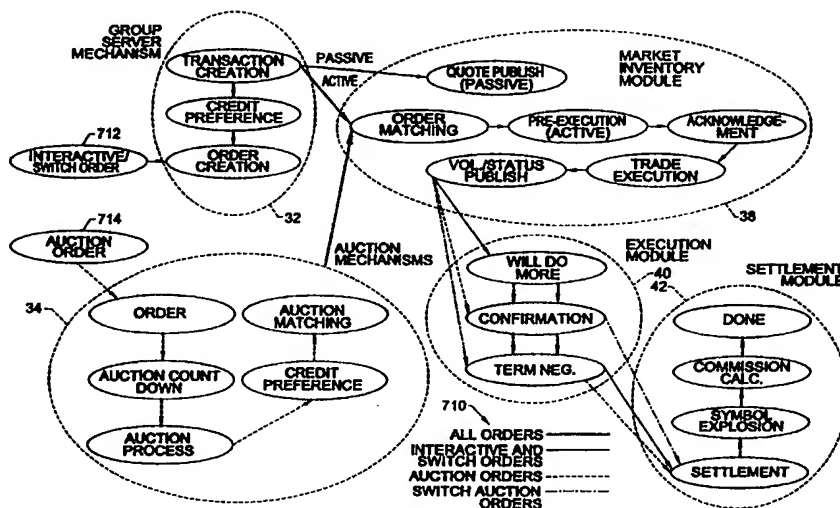 GROUP
SERVER
MECHANISM
TRANSACTION
CREATION
CREDIT
PREFERENCE
ORDER
CREATION
32
712
INTERACTIVE/
SWITCH ORDER
PASSIVE
ACTIVE
QUOTE PUBLISH
(PASSIVE)
MARKET
INVENTORY
MODULE
ORDER
MATCHING
PRE-EXECUTION
(ACTIVE)
ACKNOWLEDGE-
MENT
VOL./STATUS
PUBLISH
TRADE
EXECUTION
38
714
AUCTION
ORDER
AUCTION
MECHANISMS
34
ORDER
AUCTION
MATCHING
AUCTION COUNT
DOWN
CREDIT
PREFERENCE
AUCTION
PROCESS
EXECUTION
MODULE
40
WILL DO
MORE
CONFIRMATION
TERM NEG.
SETTLEMENT
MODULE
42
DONE
COMMISSION
CALC.
SYMBOL
EXPLOSION
SETTLEMENT
710
ALL ORDERS
INTERACTIVE AND
SWITCH ORDERS
AUCTION ORDERS
SWITCH AUCTION
ORDERS